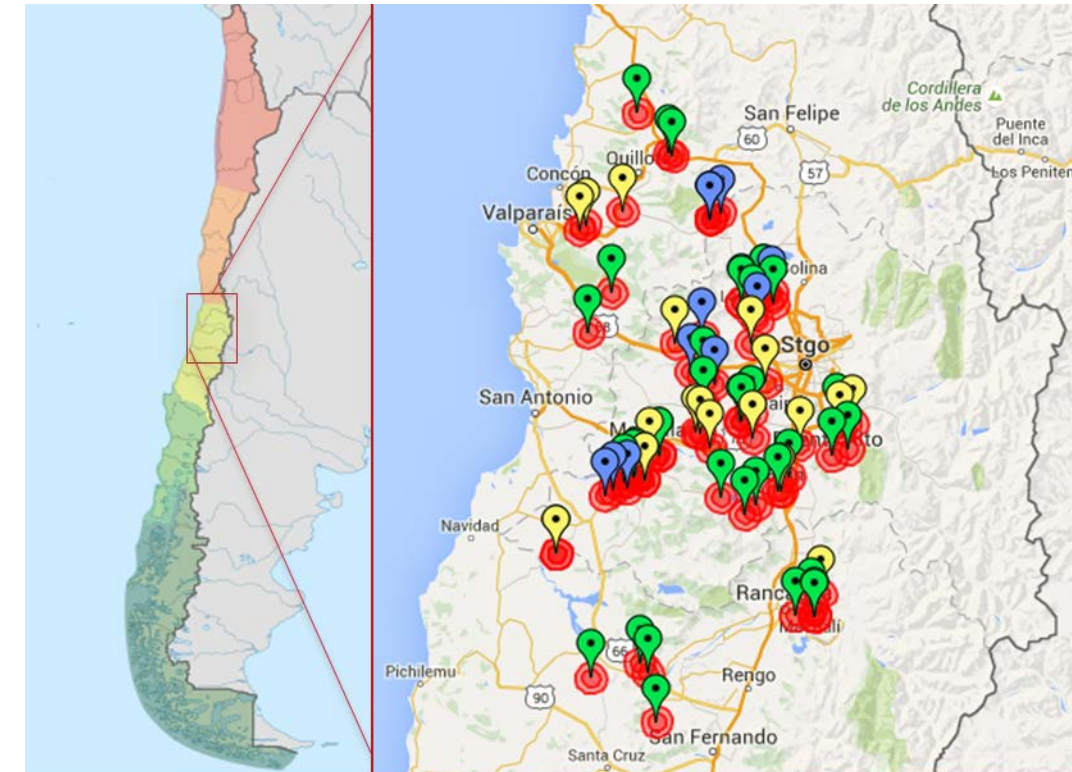 Cordillera
de los Andes
San Felipe
Puente
del Inca
60
Quillo
57
Los Peniten
Concón
Valparaís
olina
Stgo
San Antonio
Navidad
Ranca
66
Pichilemu
Rengo
90
San Fernando
Santa Cruz